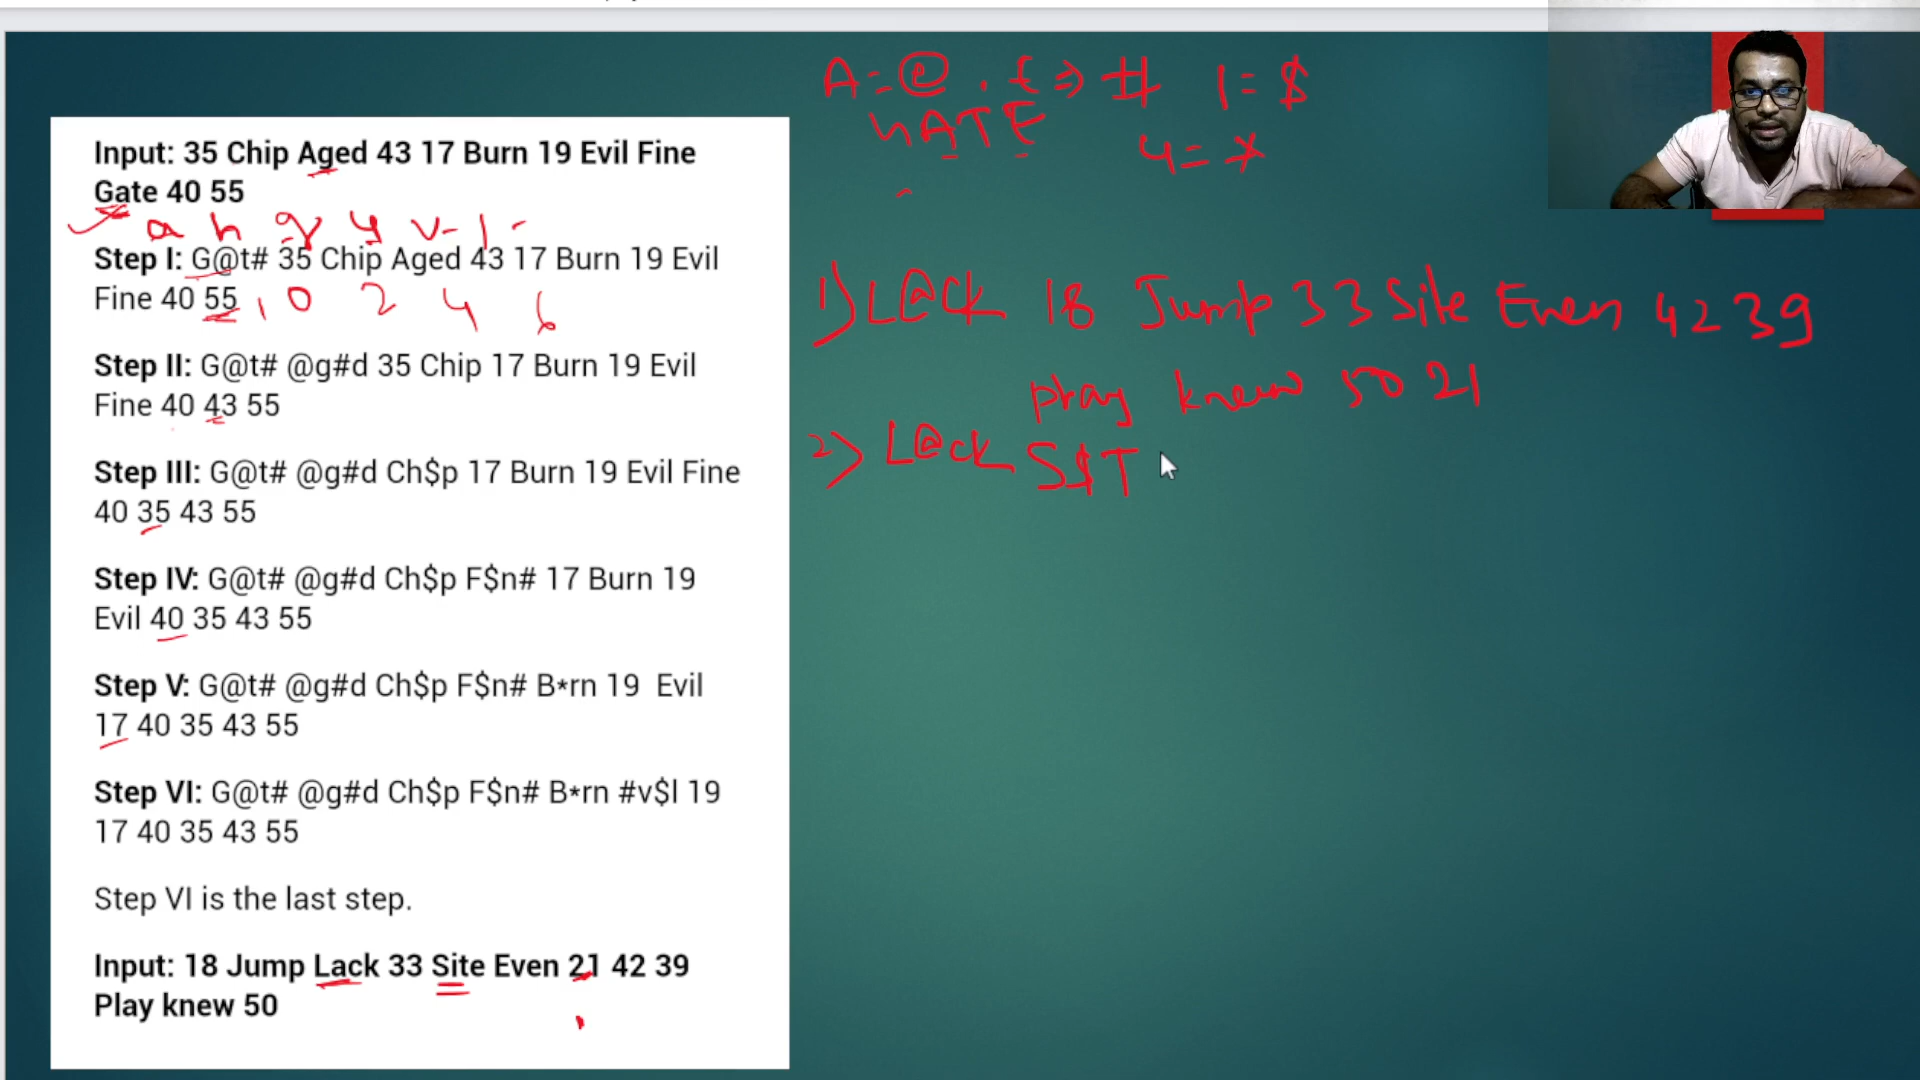 Input: 35 Chip Aged 43 17 Burn 19 Evil Fine
Gate 40 55
a h q r y v - 1 -
Step I: G@t# 35 Chip Aged 43 17 Burn 19 Evil
Fine 40 55 1 0 2 4 6
Step II: G@t# @g#d 35 Chip 17 Burn 19 Evil
Fine 40 43 55
Step III: G@t# @g#d Ch$p 17 Burn 19 Evil Fine
40 35 43 55
Step IV: G@t# @g#d Ch$p F$n# 17 Burn 19
Evil 40 35 43 55
Step V: G@t# @g#d Ch$p F$n# B*rn 19 Evil
17 40 35 43 55
Step VI: G@t# @g#d Ch$p F$n# B*rn #v$l 19
17 40 35 43 55
Step VI is the last step.
Input: 18 Jump Lack 33 Site Even 21 42 39
Play knew 50
A = @ . E => # 1 = $
GATE
4 = *
1) L@ck 18 Jump 33 Site Even 42 39
play knew 50 21
2) L@ck S$T